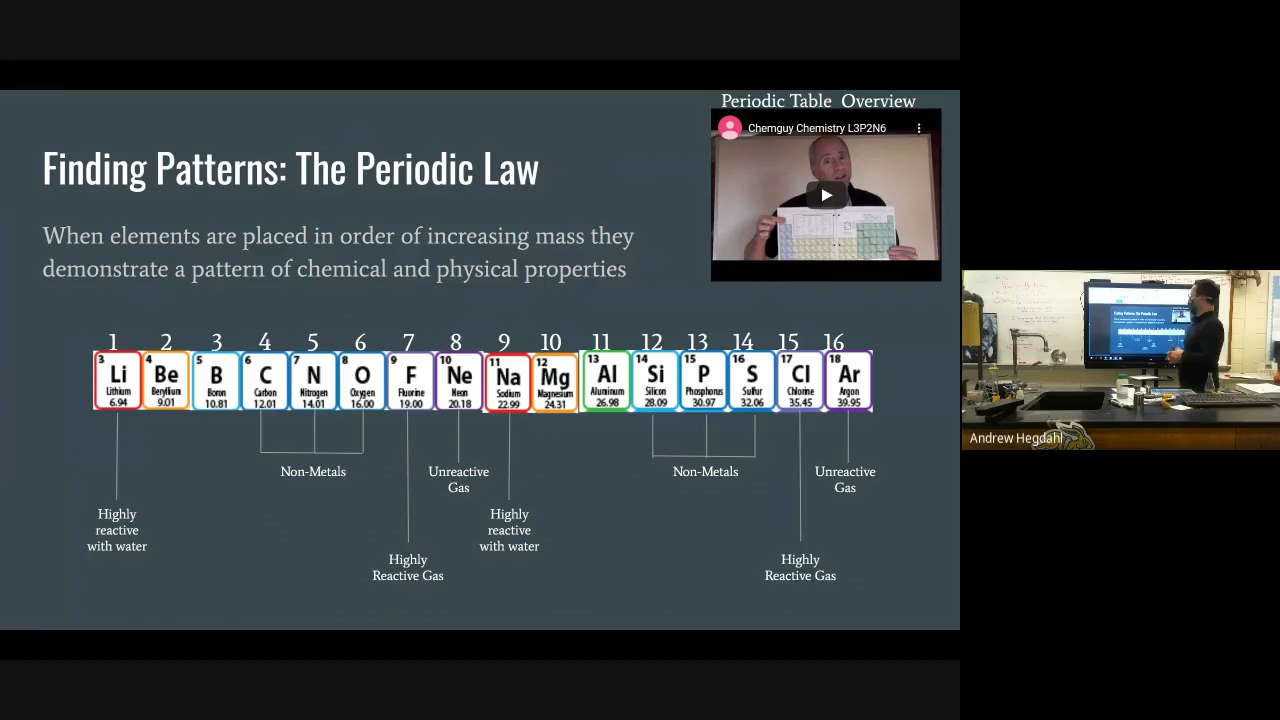 Periodic Table Overview
Chemguy Chemistry L3P2N6
Finding Patterns: The Periodic Law
When elements are placed in order of increasing mass they
demonstrate a pattern of chemical and physical properties
1 2 3 4 5 6 7 8 9 10 11 12 13 14 15 16
3 4 5 6 7 8 9 10 11 12 13 14 15 16 17 18
Li Be B C N O F Ne Na Mg Al Si P S Cl Ar
Lithium Beryllium Boron Carbon Nitrogen Oxygen Fluorine Neon Sodium Magnesium Aluminum Silicon Phosphorus Sulfur Chlorine Argon
6.94 9.01 10.81 12.01 14.01 16.00 19.00 20.18 22.99 24.31 26.98 28.09 30.97 32.06 35.45 39.95
Non-Metals Unreactive Non-Metals Unreactive
Gas Gas
Highly Highly
reactive reactive
with water with water
Highly Highly
Reactive Gas Reactive Gas
Andrew Hegdahl
Finding Patterns: The Periodic Law